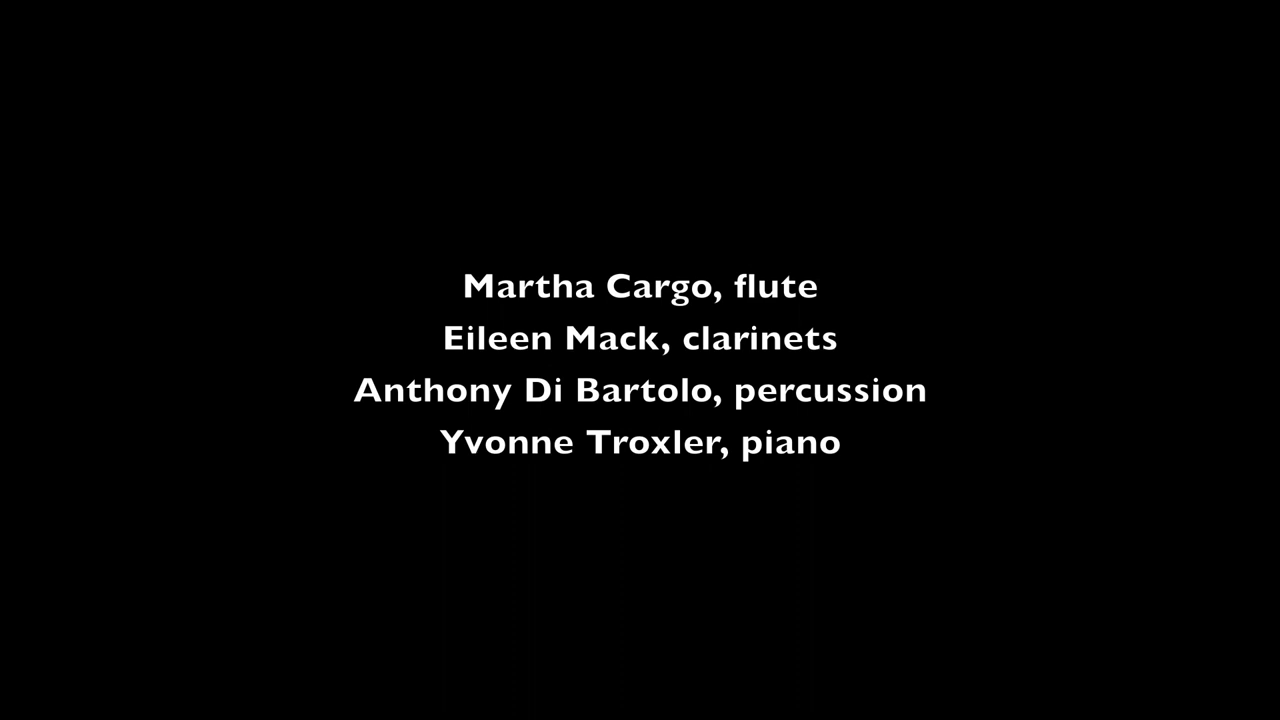 Martha Cargo, flute
Eileen Mack, clarinets
Anthony Di Bartolo, percussion
Yvonne Troxler, piano